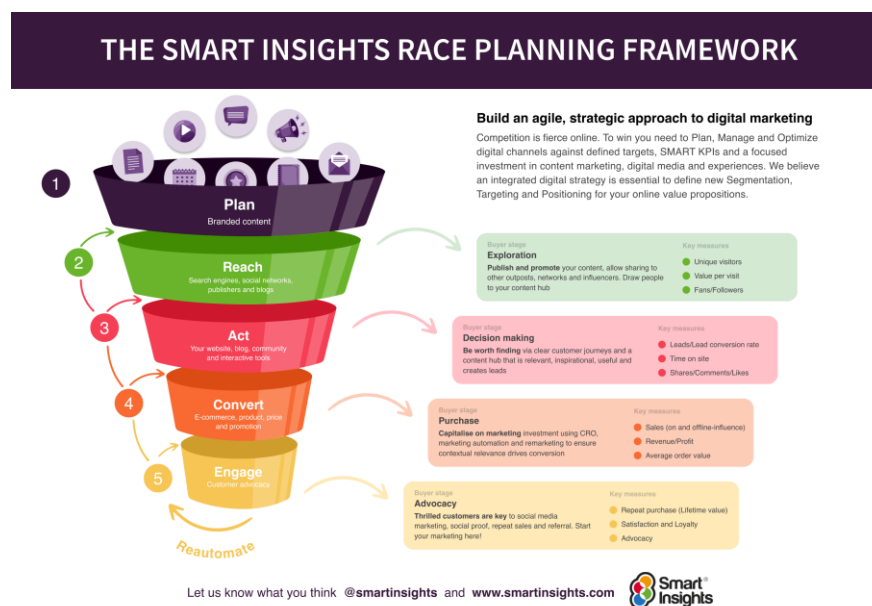 THE SMART INSIGHTS RACE PLANNING FRAMEWORK
Build an agile, strategic approach to digital marketing
Competition is fierce online. To win you need to Plan, Manage and Optimize
digital channels against defined targets, SMART KPIs and a focused
investment in content marketing, digital media and experiences. We believe
an integrated digital strategy is essential to define new Segmentation,
Targeting and Positioning for your online value propositions.
1
Plan
Branded content
2
Reach
Search engines, social networks,
publishers and blogs
Buyer stage
Exploration
Publish and promote your content, allow sharing to
other outposts, networks and influencers. Draw people
to your content hub
Key measures
Unique visitors
Value per visit
Fans/Followers
3
Act
Your website, blog, community
and interactive tools
Buyer stage
Decision making
Be worth finding via clear customer journeys and a
content hub that is relevant, inspirational, useful and
creates leads
Key measures
Leads/Lead conversion rate
Time on site
Shares/Comments/Likes
4
Convert
E-commerce, product, price
and promotion
Buyer stage
Purchase
Capitalise on marketing investment using CRO,
marketing automation and remarketing to ensure
contextual relevance drives conversion
Key measures
Sales (on and offline-influence)
Revenue/Profit
Average order value
5
Engage
Customer advocacy
Buyer stage
Advocacy
Thrilled customers are key to social media
marketing, social proof, repeat sales and referral. Start
your marketing here!
Key measures
Repeat purchase (Lifetime value)
Satisfaction and Loyalty
Advocacy
Reautomate
Let us know what you think @smartinsights and www.smartinsights.com
Smart®
Insights